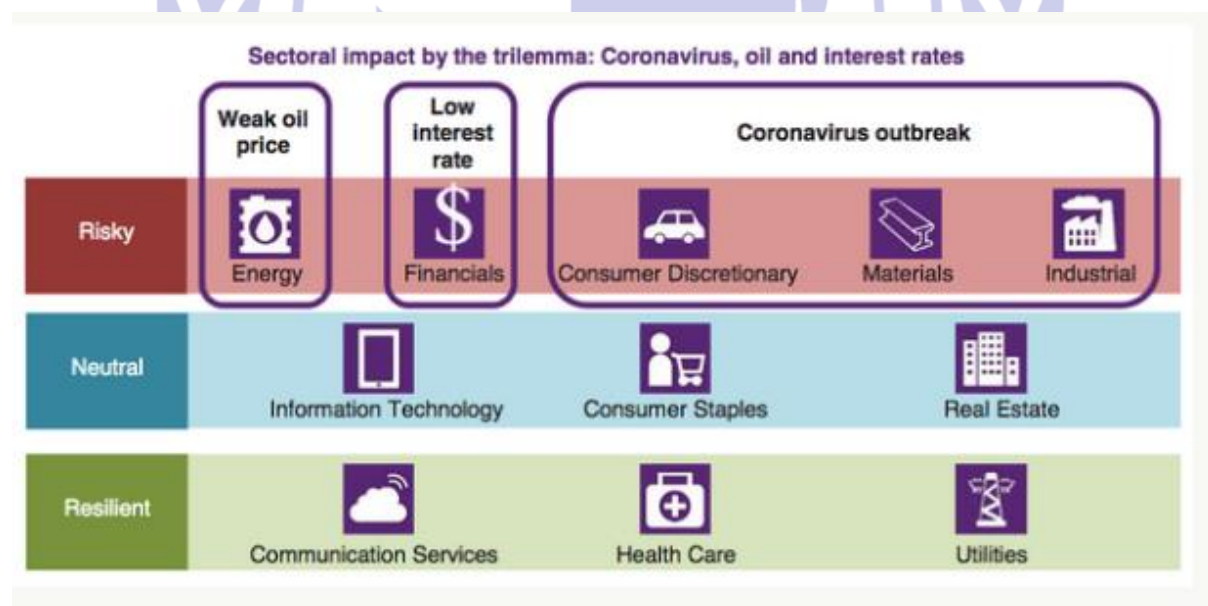 Sectoral impact by the trilemma: Coronavirus, oil and interest rates
Weak oil
price
Low
interest
rate
Coronavirus outbreak
Risky
Energy
Financials
Consumer Discretionary
Materials
Industrial
Neutral
Information Technology
Consumer Staples
Real Estate
Resilient
Communication Services
Health Care
Utilities